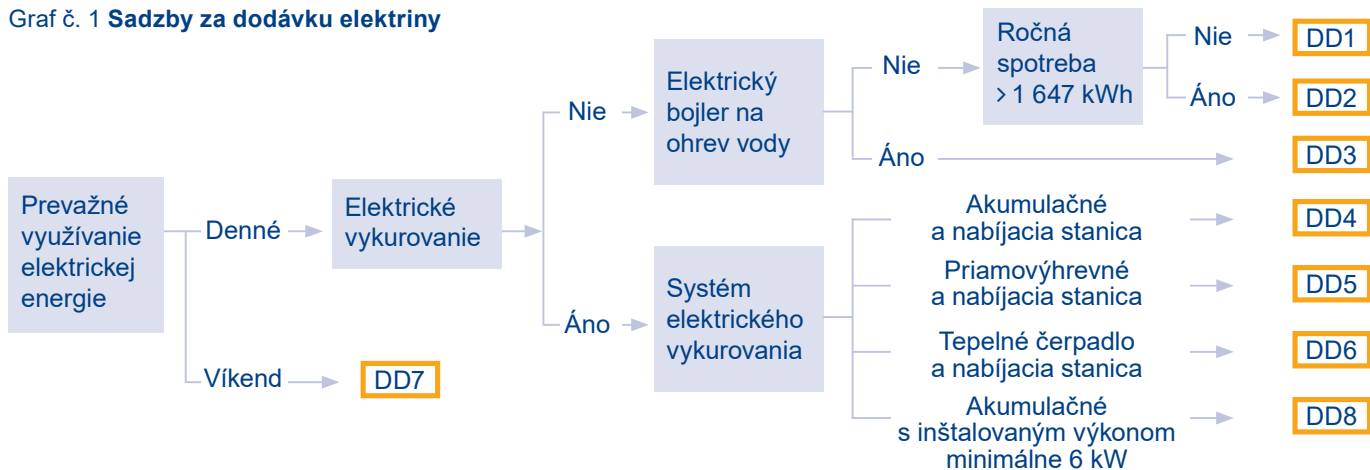 Graf č. 1 Sadzby za dodávku elektriny
Prevažné
využívanie
elektrickej
energie
Denné
Víkend
DD7
Elektrické
vykurovanie
Nie
Áno
Elektrický
bojler na
ohrev vody
Nie
Áno
Ročná
spotreba
> 1 647 kWh
Nie
DD1
Áno
DD2
DD3
Systém
elektrického
vykurovania
Akumulačné
a nabíjacia stanica
DD4
Priamovýhrevné
a nabíjacia stanica
DD5
Tepelné čerpadlo
a nabíjacia stanica
DD6
Akumulačné
s inštalovaným výkonom
minimálne 6 kW
DD8